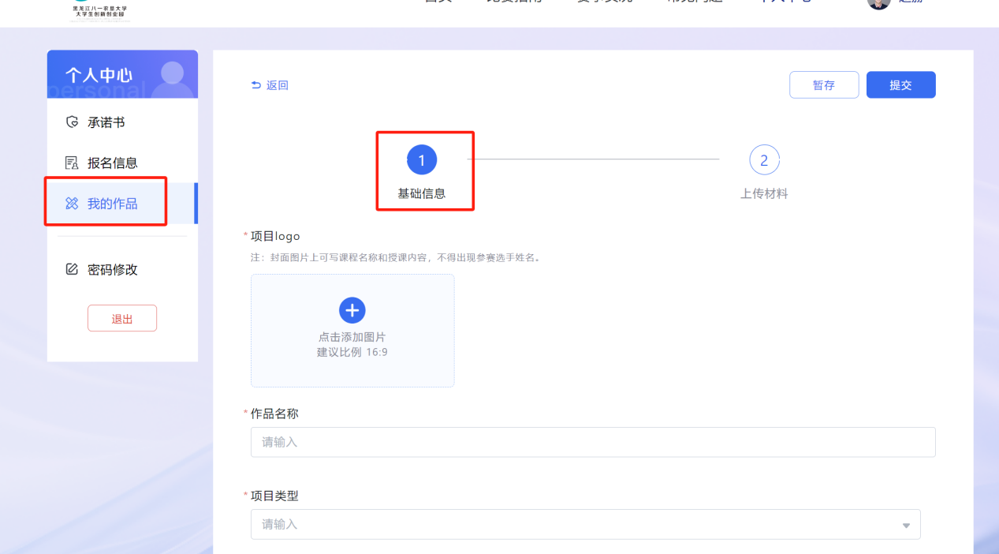 黑龙江八一农垦大学
大学生创新创业园
个人中心
personal
返回
暂存
提交
承诺书
报名信息
我的作品
密码修改
退出
1
基础信息
2
上传材料
*项目logo
注：封面图片上可写课程名称和授课内容，不得出现参赛选手姓名。
点击添加图片
建议比例 16:9
*作品名称
请输入
*项目类型
请输入